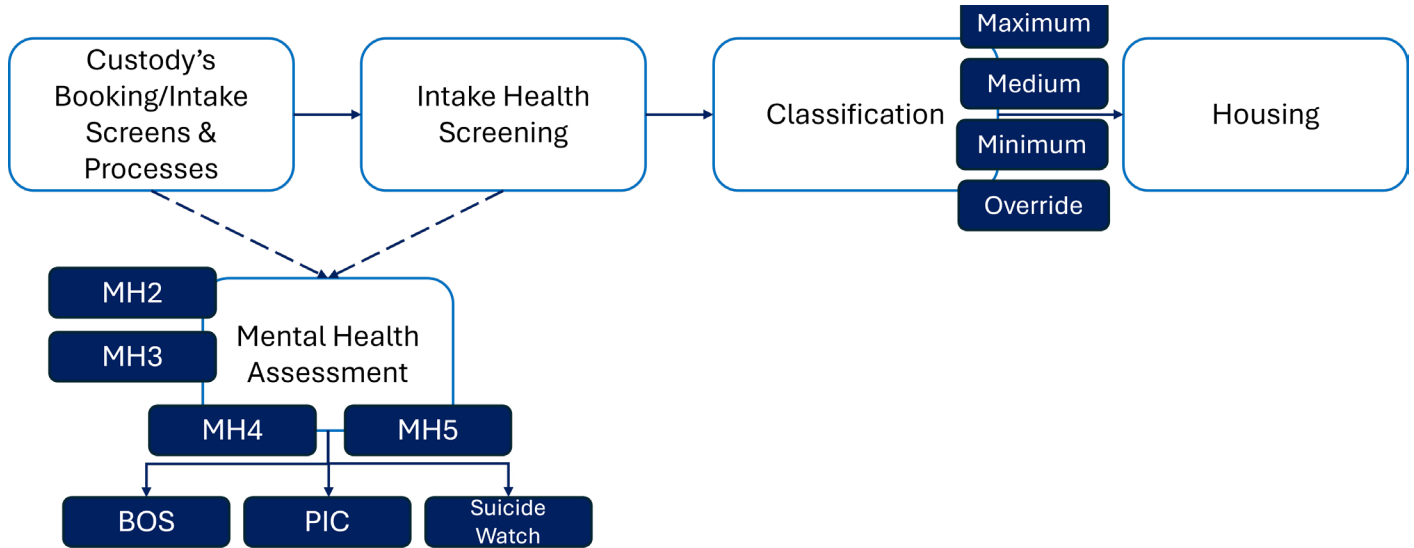 Custody's
Booking/Intake
Screens &
Processes
Intake Health
Screening
Classification
Maximum
Medium
Minimum
Override
Housing
MH2
MH3
Mental Health
Assessment
MH4
MH5
BOS
PIC
Suicide
Watch